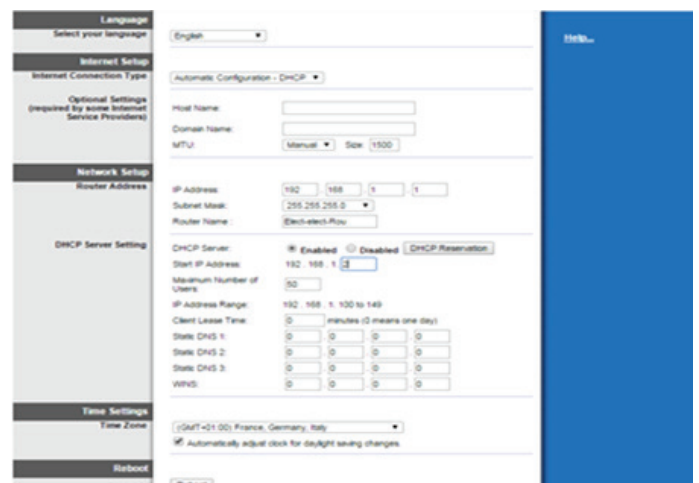 Language
Select your language English
Help...
Internet Setup
Internet Connection Type Automatic Configuration - DHCP
Optional Settings
(required by some Internet
Service Providers)
Host Name:
Domain Name:
MTU: Manual Size: 1500
Network Setup
Router Address
IP Address: 192 . 168 . 1 . 1
Subnet Mask: 255.255.255.0
Router Name : Elect-elect-Rou
DHCP Server Setting
DHCP Server: Enabled Disabled DHCP Reservation
Start IP Address: 192 . 168 . 1. 2
Maximum Number of
Users: 50
IP Address Range: 192 . 168 . 1. 100 to 149
Client Lease Time: 0 minutes (0 means one day)
Static DNS 1: 0 . 0 . 0 . 0
Static DNS 2: 0 . 0 . 0 . 0
Static DNS 3: 0 . 0 . 0 . 0
WINS: 0 . 0 . 0 . 0
Time Settings
Time Zone
(GMT+01:00) France, Germany, Italy
Automatically adjust clock for daylight saving changes.
Reboot